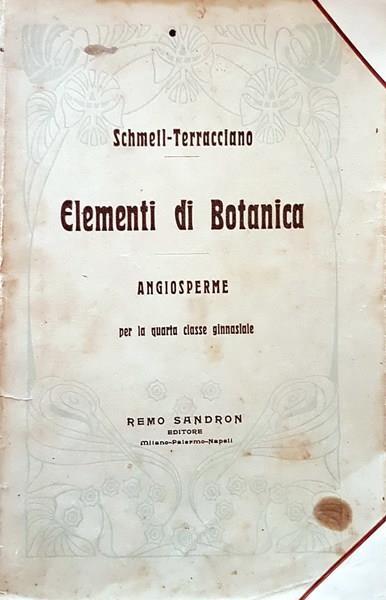 Schmeil-Terracciano
Elementi di Botanica
ANGIOSPERME
per la quarta classe ginnasiale
REMO SANDRON
EDITORE
Milano-Palermo-Napoli